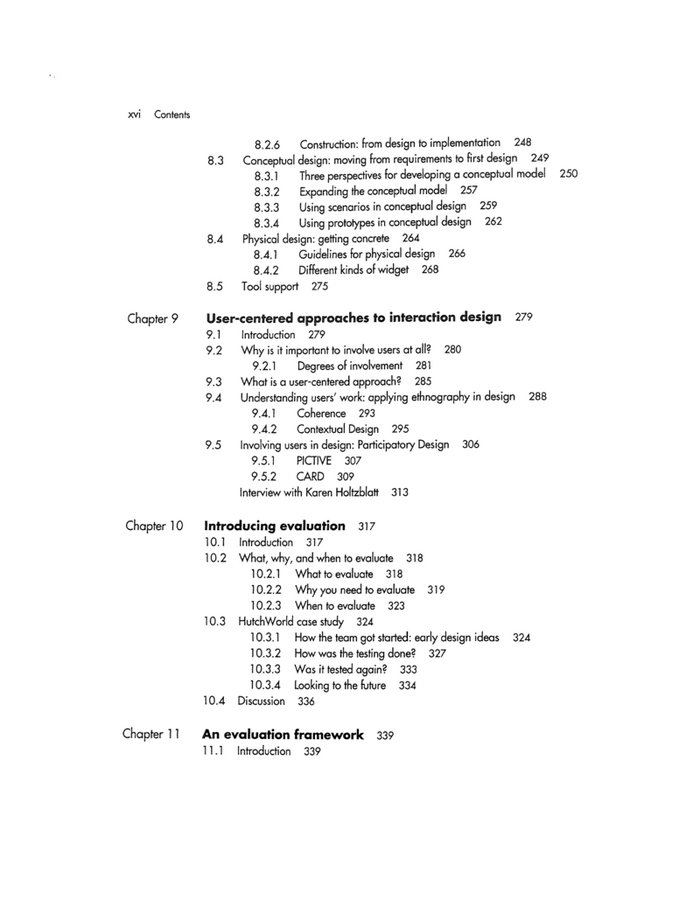 xvi Contents
8.2.6 Construction: from design to implementation 248
8.3 Conceptual design: moving from requirements to first design 249
8.3.1 Three perspectives for developing a conceptual model 250
8.3.2 Expanding the conceptual model 257
8.3.3 Using scenarios in conceptual design 259
8.3.4 Using prototypes in conceptual design 262
8.4 Physical design: getting concrete 264
8.4.1 Guidelines for physical design 266
8.4.2 Different kinds of widget 268
8.5 Tool support 275
Chapter 9 User-centered approaches to interaction design 279
9.1 Introduction 279
9.2 Why is it important to involve users at all? 280
9.2.1 Degrees of involvement 281
9.3 What is a user-centered approach? 285
9.4 Understanding users' work: applying ethnography in design 288
9.4.1 Coherence 293
9.4.2 Contextual Design 295
9.5 Involving users in design: Participatory Design 306
9.5.1 PICTIVE 307
9.5.2 CARD 309
Interview with Karen Holtzblatt 313
Chapter 10 Introducing evaluation 317
10.1 Introduction 317
10.2 What, why, and when to evaluate 318
10.2.1 What to evaluate 318
10.2.2 Why you need to evaluate 319
10.2.3 When to evaluate 323
10.3 HutchWorld case study 324
10.3.1 How the team got started: early design ideas 324
10.3.2 How was the testing done? 327
10.3.3 Was it tested again? 333
10.3.4 Looking to the future 334
10.4 Discussion 336
Chapter 11 An evaluation framework 339
11.1 Introduction 339